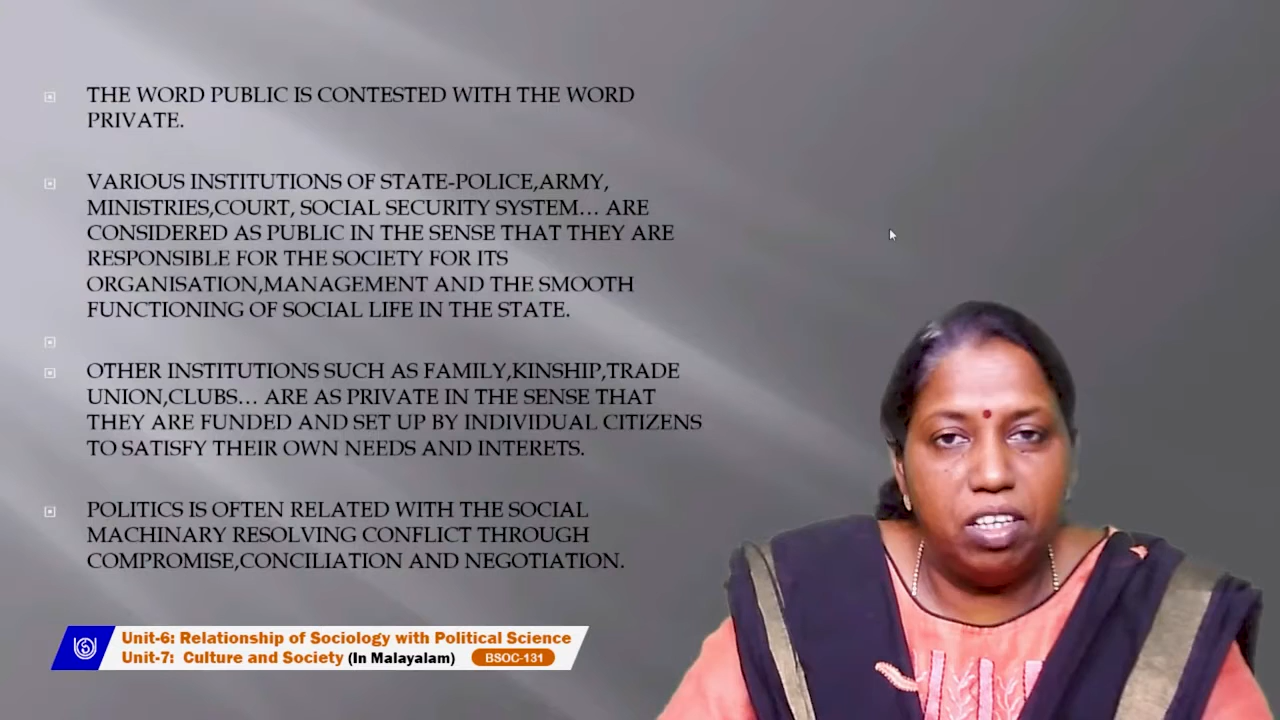 THE WORD PUBLIC IS CONTESTED WITH THE WORD
PRIVATE.
VARIOUS INSTITUTIONS OF STATE-POLICE,ARMY,
MINISTRIES,COURT, SOCIAL SECURITY SYSTEM... ARE
CONSIDERED AS PUBLIC IN THE SENSE THAT THEY ARE
RESPONSIBLE FOR THE SOCIETY FOR ITS
ORGANISATION,MANAGEMENT AND THE SMOOTH
FUNCTIONING OF SOCIAL LIFE IN THE STATE.
OTHER INSTITUTIONS SUCH AS FAMILY,KINSHIP,TRADE
UNION,CLUBS... ARE AS PRIVATE IN THE SENSE THAT
THEY ARE FUNDED AND SET UP BY INDIVIDUAL CITIZENS
TO SATISFY THEIR OWN NEEDS AND INTERETS.
POLITICS IS OFTEN RELATED WITH THE SOCIAL
MACHINARY RESOLVING CONFLICT THROUGH
COMPROMISE,CONCILIATION AND NEGOTIATION.
Unit-6: Relationship of Sociology with Political Science
Unit-7: Culture and Society (In Malayalam) BSOC-131